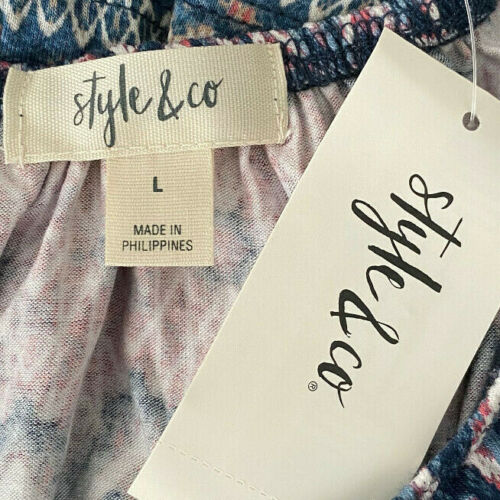 style & co
L
MADE IN
PHILIPPINES
style & co®